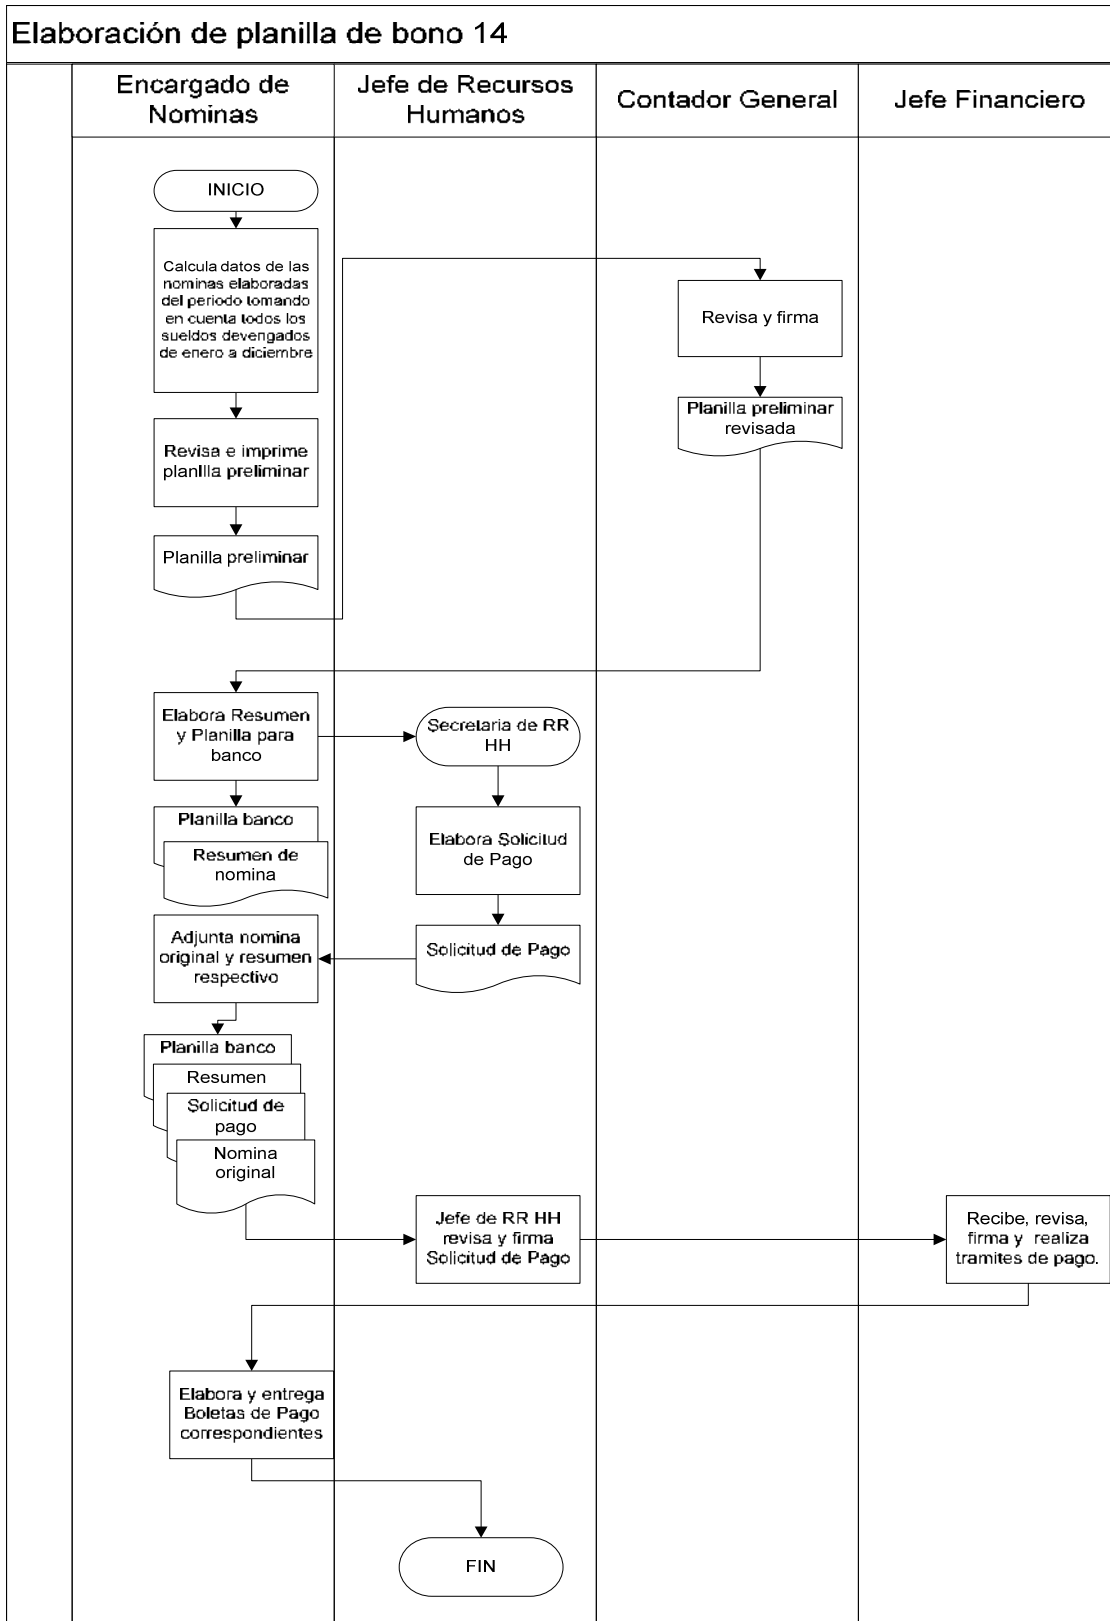 Elaboración de planilla de bono 14
Encargado de
Nominas
Jefe de Recursos
Humanos
Contador General
Jefe Financiero
INICIO
Calcula datos de las
nominas elaboradas
del periodo tomando
en cuenta todos los
sueldos devengados
de enero a diciembre
Revisa e imprime
planilla preliminar
Planilla preliminar
Revisa y firma
Planilla preliminar
revisada
Elabora Resumen
y Planilla para
banco
Secretaria de RR
HH
Planilla banco
Resumen de
nomina
Elabora Solicitud
de Pago
Adjunta nomina
original y resumen
respectivo
Solicitud de Pago
Planilla banco
Resumen
Solicitud de
pago
Nomina
original
Jefe de RR HH
revisa y firma
Solicitud de Pago
Recibe, revisa,
firma y realiza
tramites de pago.
Elabora y entrega
Boletas de Pago
correspondientes
FIN